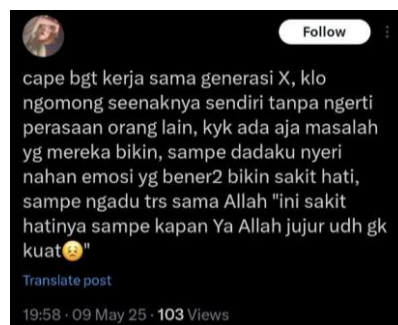 Follow
cape bgt kerja sama generasi X, klo
ngomong seenaknya sendiri tanpa ngerti
perasaan orang lain, kyk ada aja masalah
yg mereka bikin, sampe dadaku nyeri
nahan emosi yg bener2 bikin sakit hati,
sampe ngadu trs sama Allah "ini sakit
hatinya sampe kapan Ya Allah jujur udh gk
kuat😟"
Translate post
19:58 · 09 May 25 · 103 Views